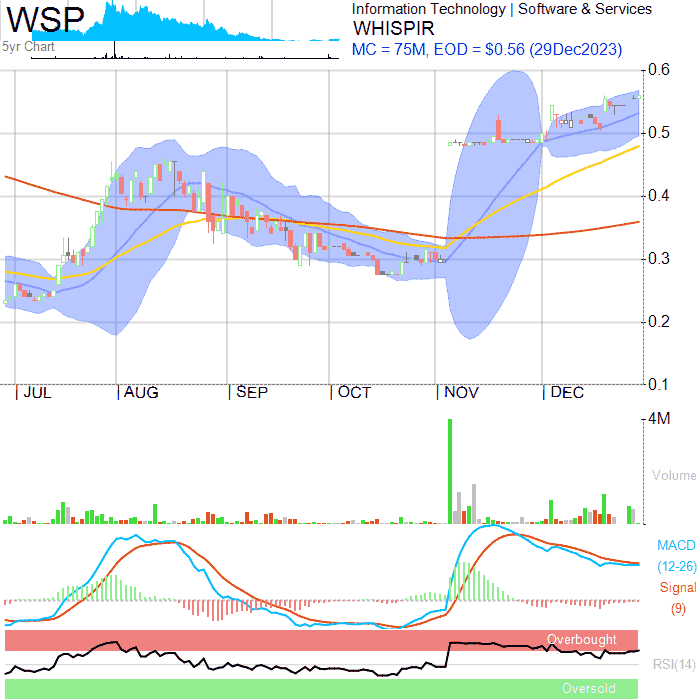 WSP
5yr Chart
Information Technology | Software & Services
WHISPIR
MC = 75M, EOD = $0.56 (29Dec2023)
0.6
0.5
0.4
0.3
0.2
0.1
| JUL | AUG | SEP | OCT | NOV | DEC
4M
Volume
MACD
(12-26)
Signal
(9)
Overbought
RSI(14)
Oversold